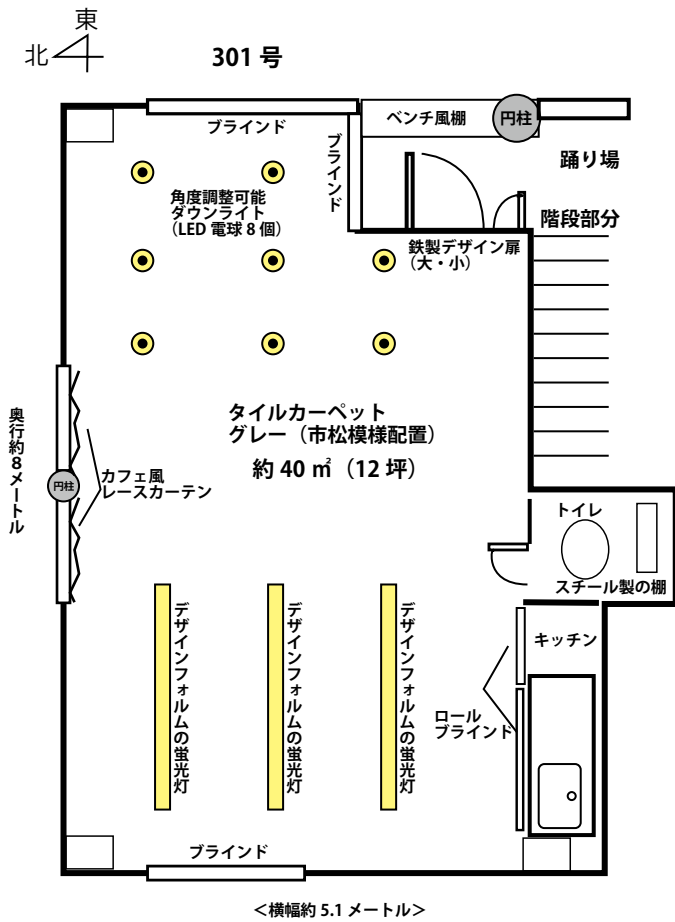 東
北
301 号
ブラインド
ベンチ風棚
円柱
踊り場
ブラインド
角度調整可能
ダウンライト
（LED 電球 8 個）
階段部分
鉄製デザイン扉
（大・小）
タイルカーペット
グレー（市松模様配置）
約 40 ㎡（12 坪）
奥行約8メートル
円柱
カフェ風
レースカーテン
トイレ
スチール製の棚
デザインフォルムの蛍光灯
デザインフォルムの蛍光灯
デザインフォルムの蛍光灯
キッチン
ロール
ブラインド
ブラインド
＜横幅約 5.1 メートル＞